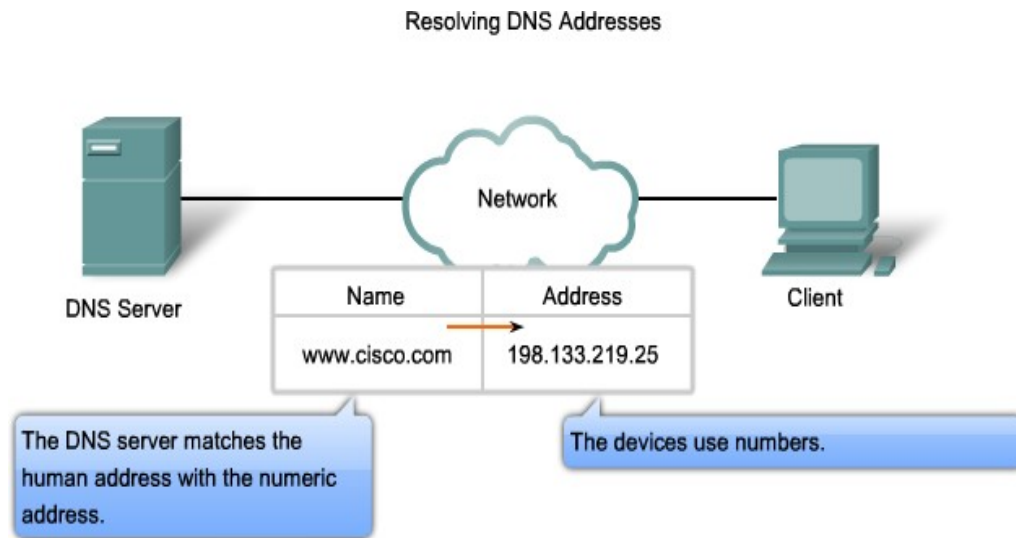 Resolving DNS Addresses
Network
DNS Server
Client
Name Address
www.cisco.com 198.133.219.25
The DNS server matches the
human address with the numeric
address.
The devices use numbers.